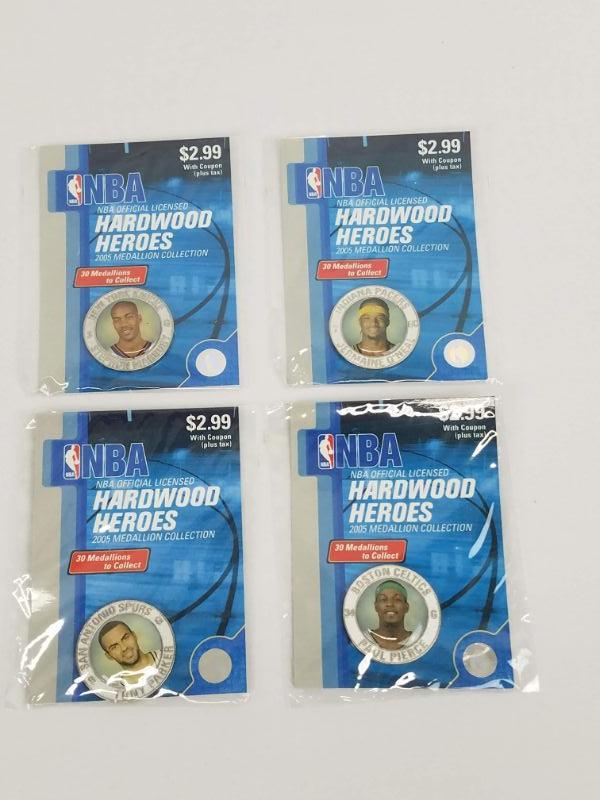 $2.99
With Coupon
(plus tax)
NBA
NBA OFFICIAL LICENSED
HARDWOOD
HEROES
2005 MEDALLION COLLECTION
30 Medallions
to Collect
NEW YORK KNICKS
STEPHON MARBURY
$2.99
With Coupon
(plus tax)
NBA
NBA OFFICIAL LICENSED
HARDWOOD
HEROES
2005 MEDALLION COLLECTION
30 Medallions
to Collect
INDIANA PACERS
JERMAINE O'NEAL
$2.99
With Coupon
(plus tax)
NBA
NBA OFFICIAL LICENSED
HARDWOOD
HEROES
2005 MEDALLION COLLECTION
30 Medallions
to Collect
SAN ANTONIO SPURS
TONY PARKER
$2.99
With Coupon
(plus tax)
NBA
NBA OFFICIAL LICENSED
HARDWOOD
HEROES
2005 MEDALLION COLLECTION
30 Medallions
to Collect
BOSTON CELTICS
PAUL PIERCE